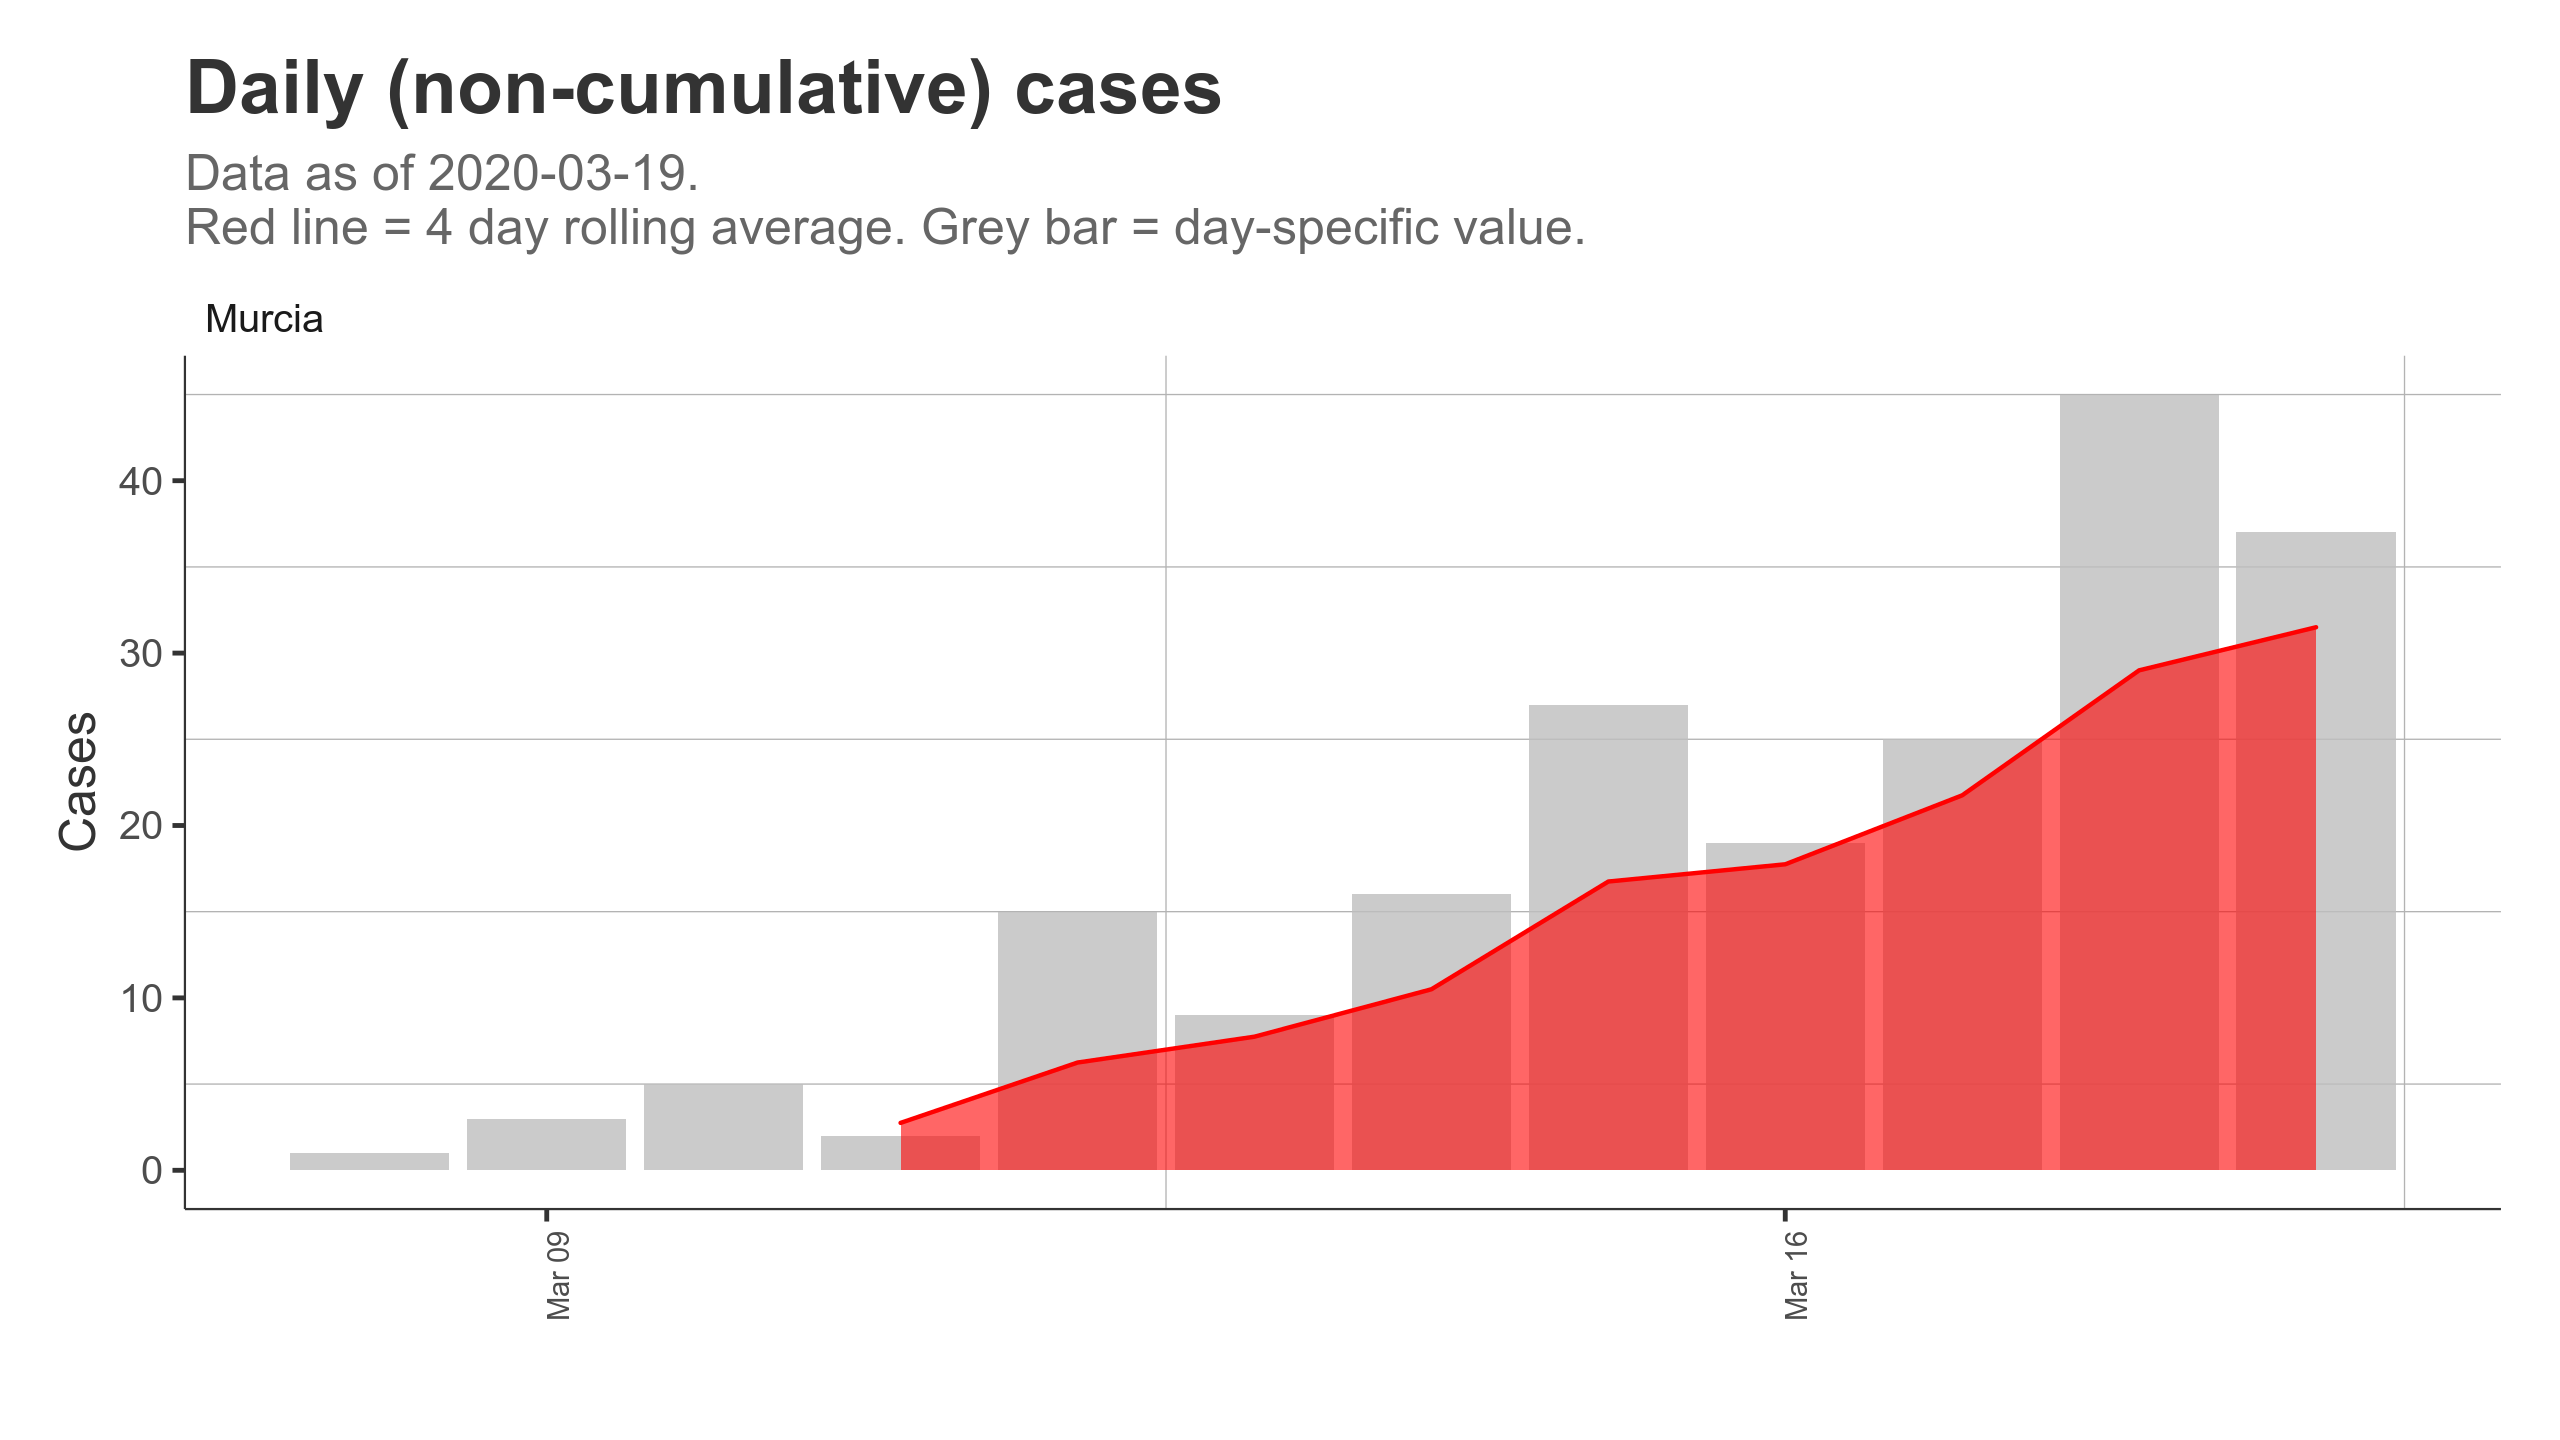 Daily (non-cumulative) cases
Data as of 2020-03-19.
Red line = 4 day rolling average. Grey bar = day-specific value.
Murcia
Cases
40
30
20
10
0
Mar 09
Mar 16